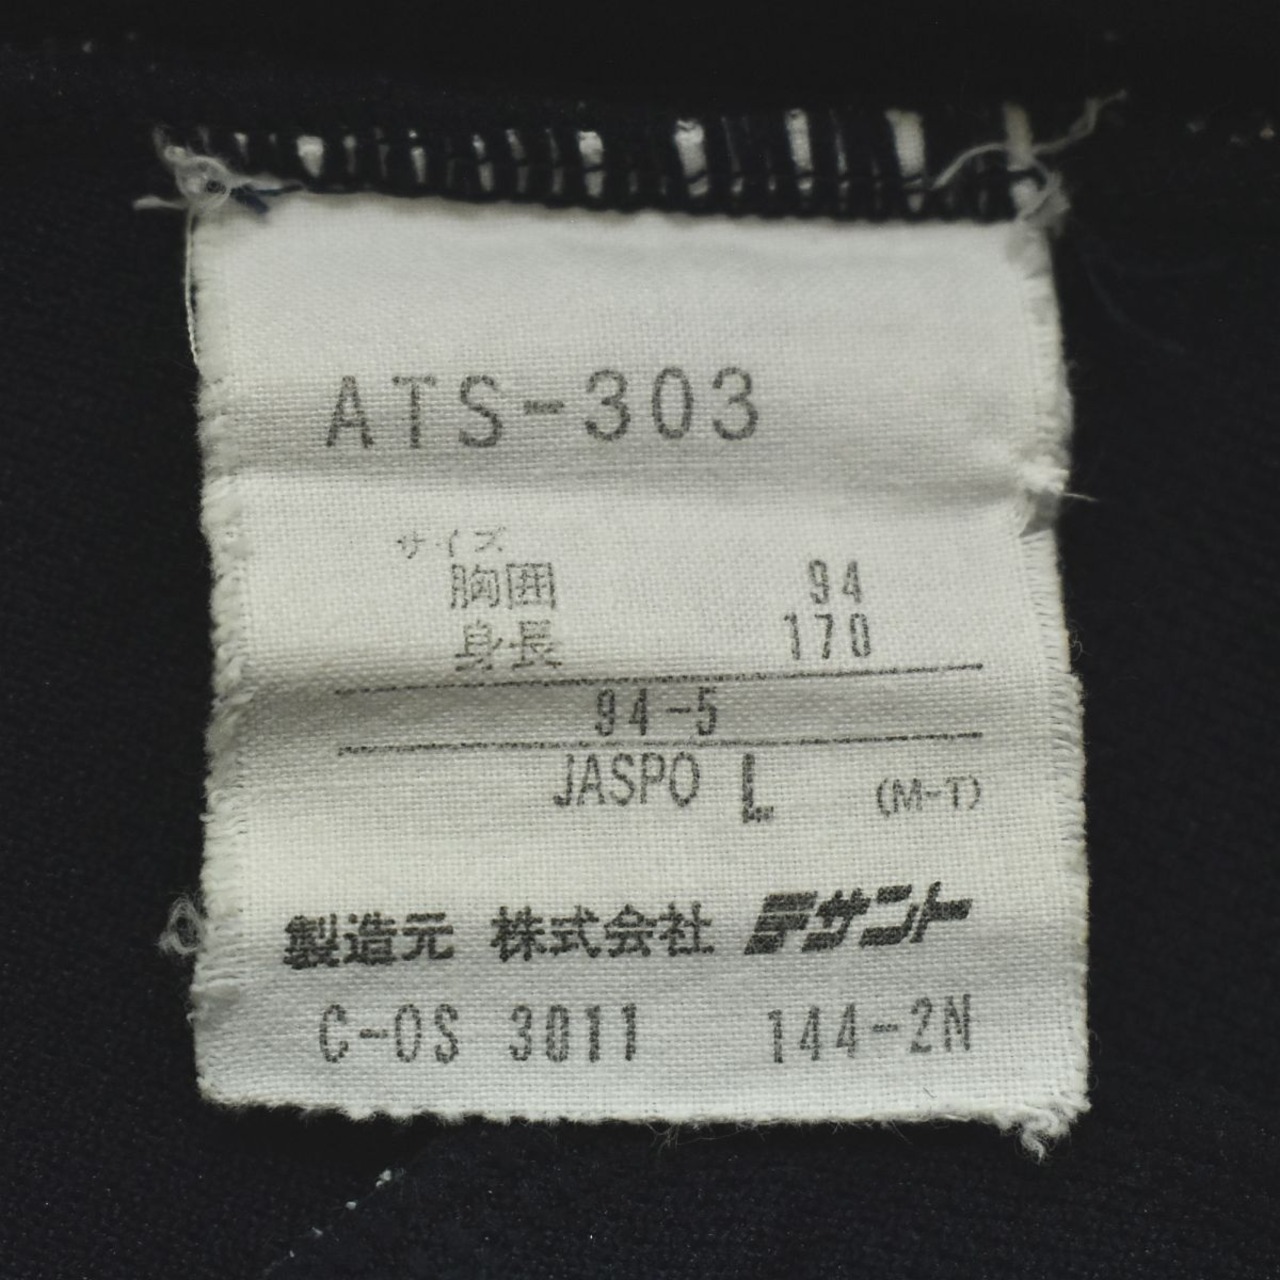 ATS-303
サイズ
胸囲 94
身長 170
94-5
JASPO L (M-T)
製造元 株式会社 デサント
C-OS 3011 144-2N